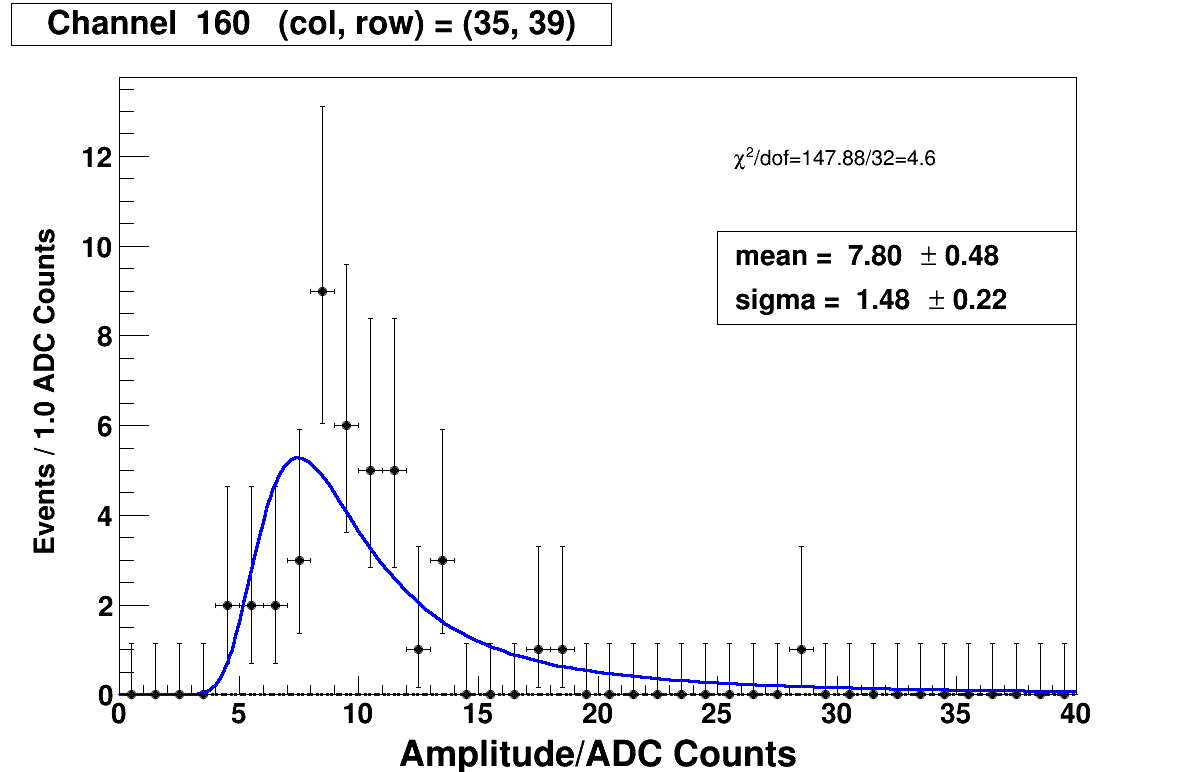 Channel 160 (col, row) = (35, 39)
χ²/dof=147.88/32=4.6
mean = 7.80 ± 0.48
sigma = 1.48 ± 0.22
Events / 1.0 ADC Counts
12
10
8
6
4
2
0
0 5 10 15 20 25 30 35 40
Amplitude/ADC Counts